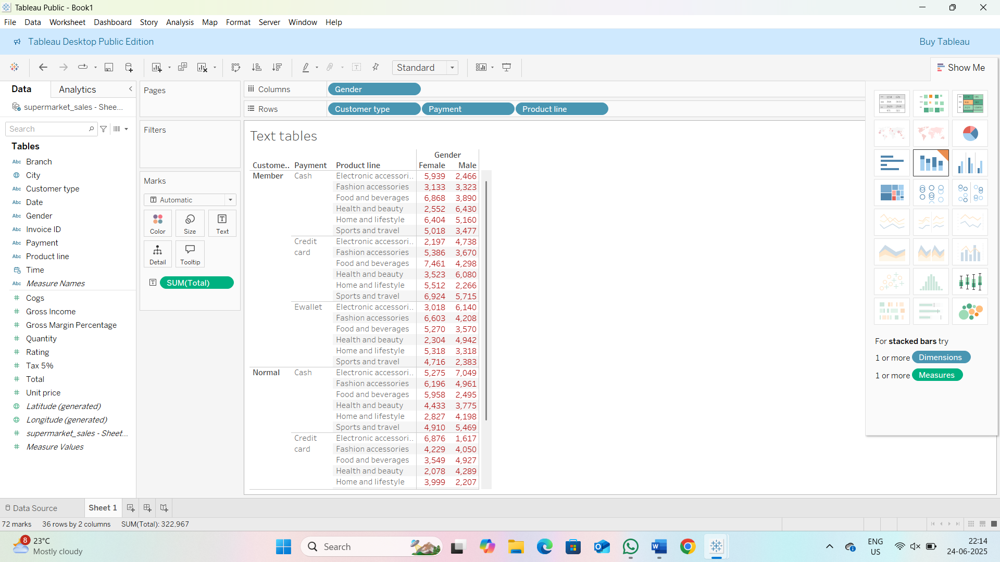 Tableau Public - Book1
File Data Worksheet Dashboard Story Analysis Map Format Server Window Help
Tableau Desktop Public Edition
Buy Tableau
Standard
Show Me
Data
Analytics
supermarket_sales - Shee...
Search
Tables
Abc Branch
City
Abc Customer type
Abc Date
Abc Gender
Abc Invoice ID
Abc Payment
Abc Product line
Time
Abc Measure Names
# Cogs
# Gross Income
# Gross Margin Percentage
# Quantity
# Rating
# Tax 5%
# Total
# Unit price
Latitude (generated)
Longitude (generated)
# supermarket_sales - Sheet...
# Measure Values
Pages
Filters
Marks
T Automatic
Color
Size
T Text
Detail
Tooltip
T SUM(Total)
Columns
Gender
Rows
Customer type
Payment
Product line
Text tables
Gender
Custome.. Payment Product line Female Male
Member Cash Electronic accessori.. 5,939 2,466
Fashion accessories 3,133 3,323
Food and beverages 6,868 3,890
Health and beauty 2,552 6,430
Home and lifestyle 6,404 5,160
Sports and travel 5,018 3,477
Credit Electronic accessori.. 2,197 4,738
card Fashion accessories 5,386 3,670
Food and beverages 7,461 4,298
Health and beauty 3,523 6,080
Home and lifestyle 5,512 2,266
Sports and travel 6,924 5,715
Ewallet Electronic accessori.. 3,018 6,140
Fashion accessories 6,603 4,208
Food and beverages 5,270 3,570
Health and beauty 2,304 4,942
Home and lifestyle 5,318 3,318
Sports and travel 4,716 2,383
Normal Cash Electronic accessori.. 5,275 7,049
Fashion accessories 6,196 4,961
Food and beverages 5,958 2,495
Health and beauty 4,433 3,775
Home and lifestyle 2,827 4,198
Sports and travel 4,910 5,469
Credit Electronic accessori.. 6,876 1,617
card Fashion accessories 4,229 4,050
Food and beverages 3,549 4,927
Health and beauty 2,078 4,289
Home and lifestyle 3,999 2,207
For stacked bars try
1 or more Dimensions
1 or more Measures
Data Source
Sheet 1
72 marks 36 rows by 2 columns SUM(Total): 322,967
8
23°C
Mostly cloudy
Search
ENG
US
22:14
24-06-2025